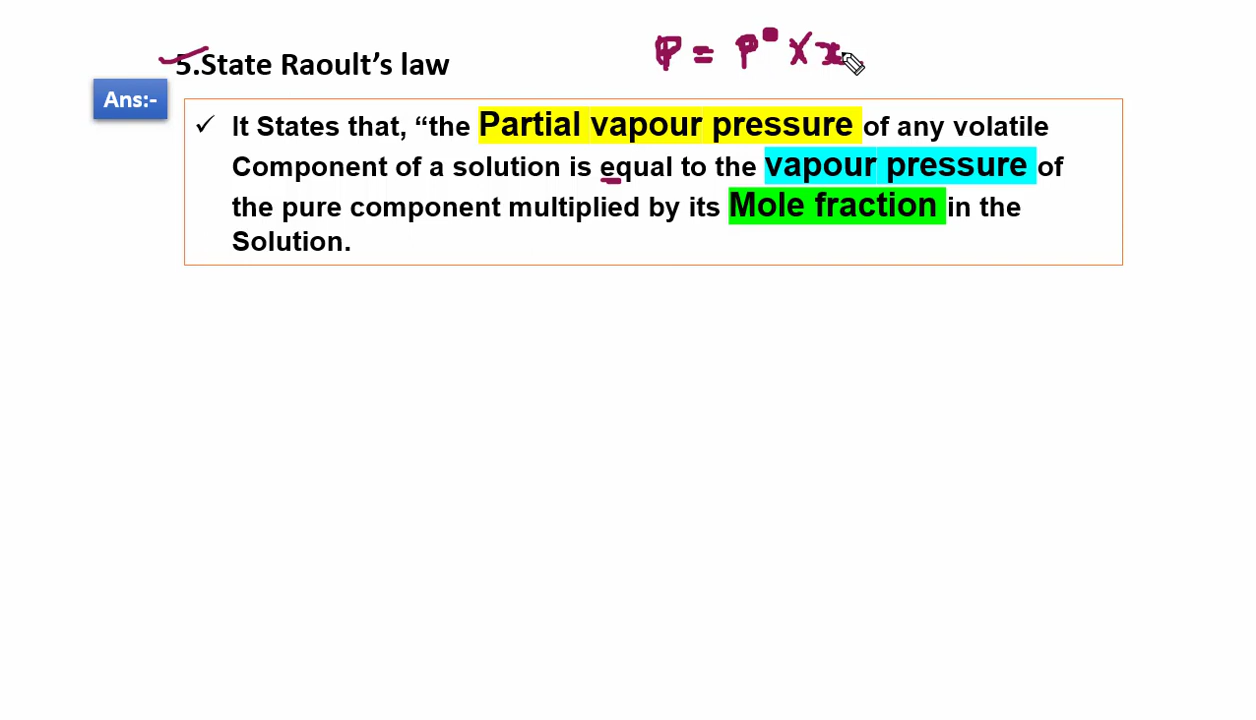 P = P° × x
5.State Raoult's law
Ans:-
✓ It States that, “the Partial vapour pressure of any volatile
Component of a solution is equal to the vapour pressure of
the pure component multiplied by its Mole fraction in the
Solution.